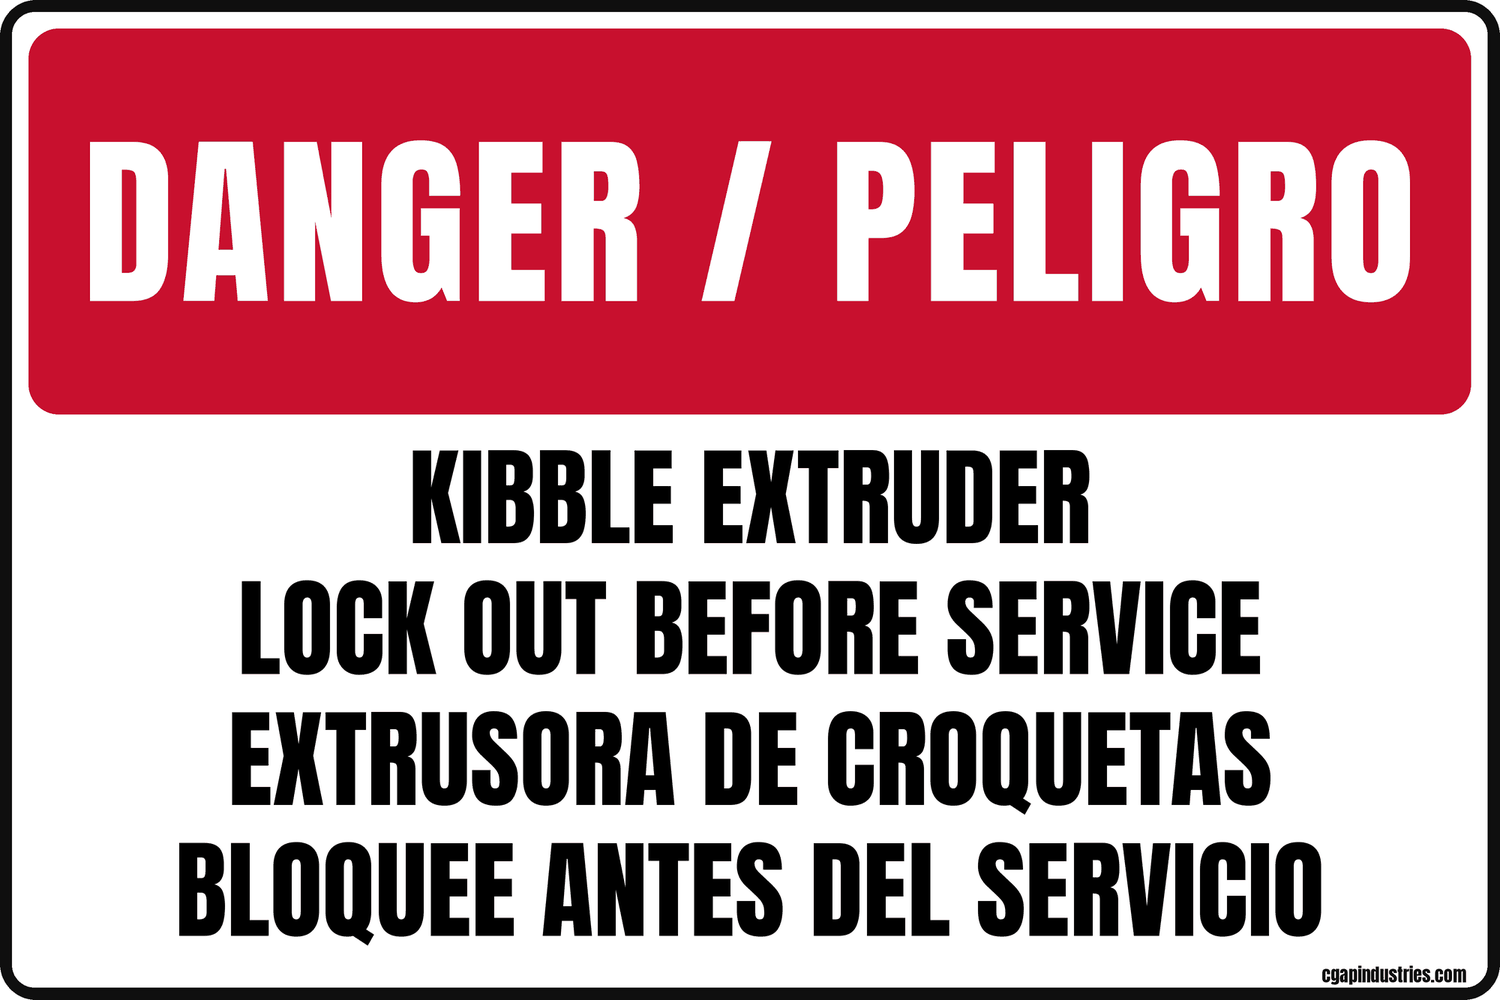 DANGER / PELIGRO
KIBBLE EXTRUDER
LOCK OUT BEFORE SERVICE
EXTRUSORA DE CROQUETAS
BLOQUEE ANTES DEL SERVICIO
cgapindustries.com